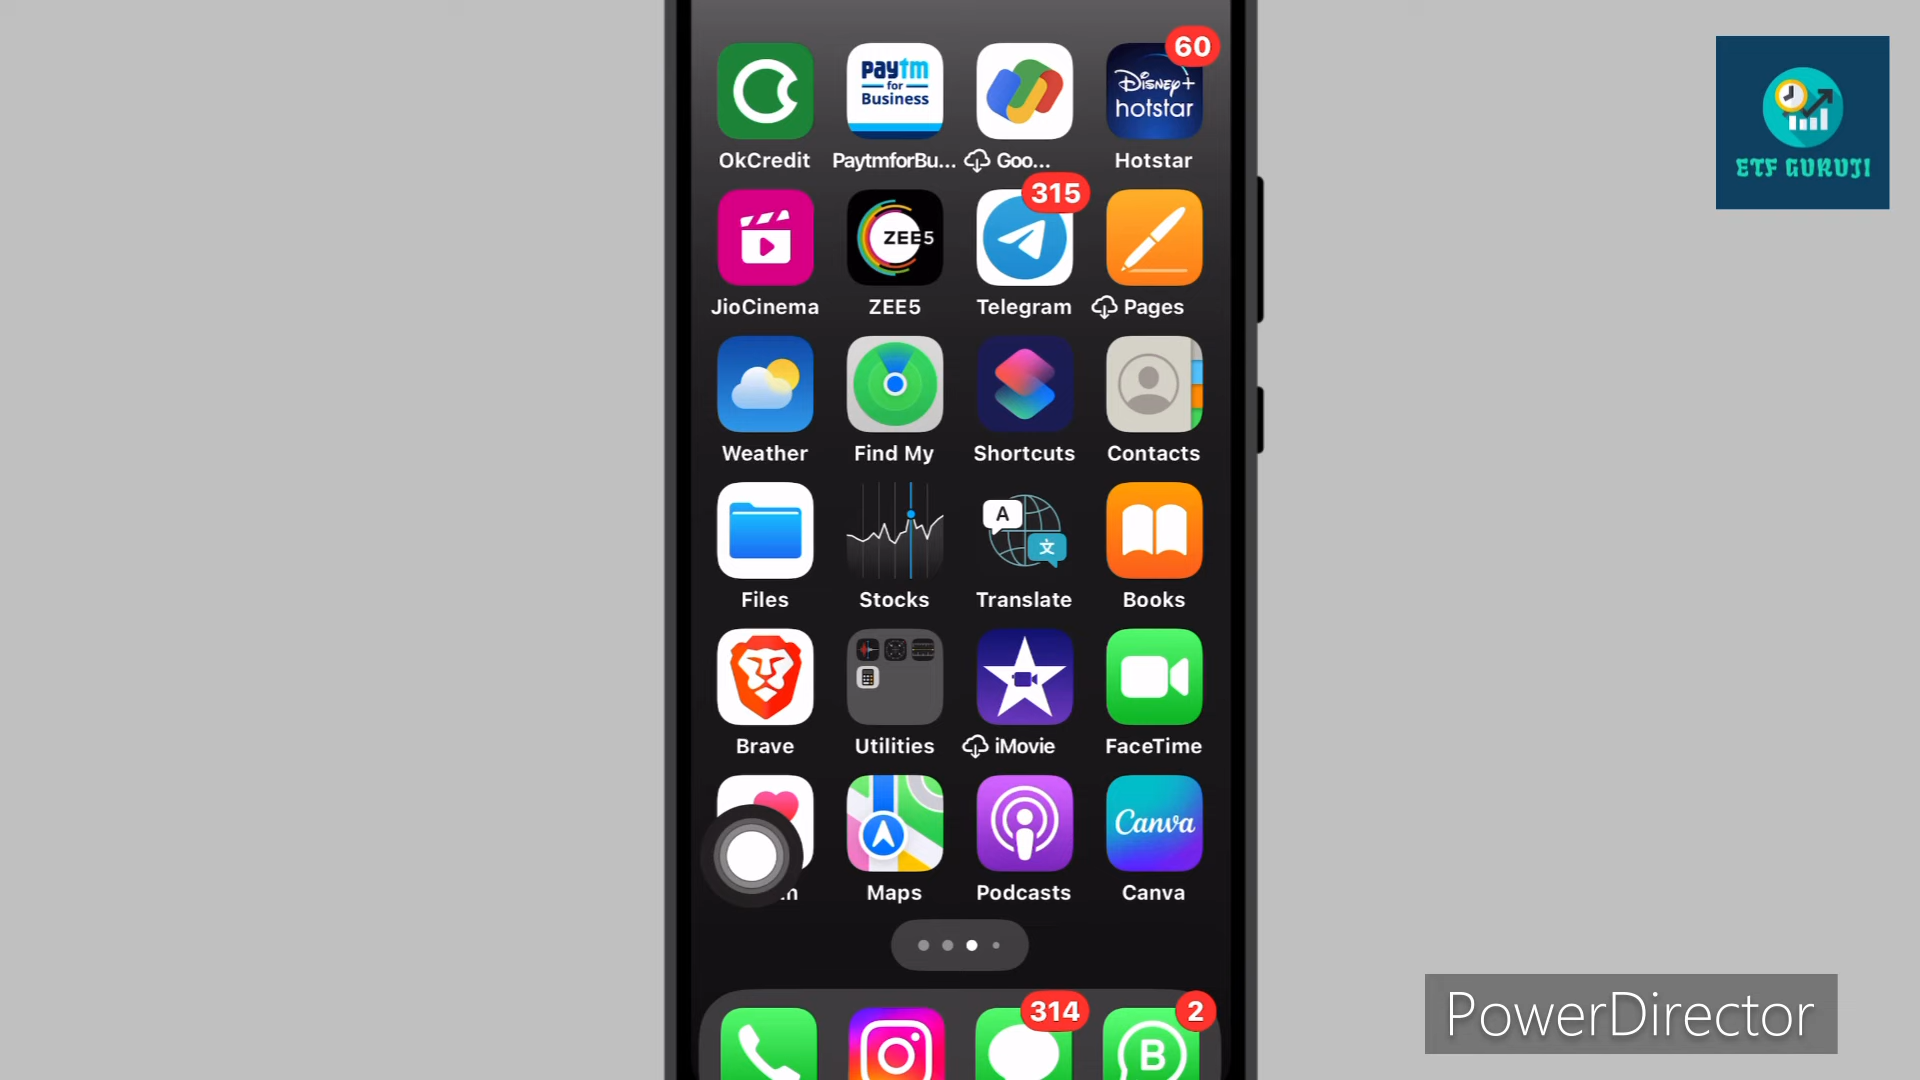 60
paytm
for
Business
Disney+
hotstar
OkCredit
PaytmforBu...
Goo...
Hotstar
315
ZEE5
JioCinema
ZEE5
Telegram
Pages
Weather
Find My
Shortcuts
Contacts
A
文
Files
Stocks
Translate
Books
Brave
Utilities
iMovie
FaceTime
Canva
Maps
Podcasts
Canva
314
2
B
ETF GURUJI
PowerDirector